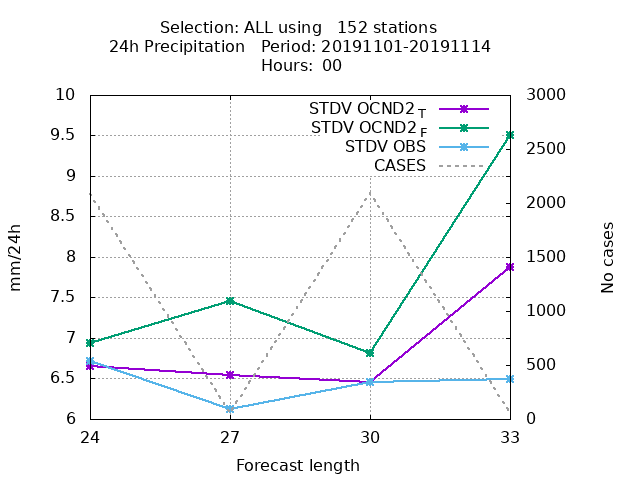 Selection: ALL using   152 stations
24h Precipitation   Period: 20191101-20191114
Hours: 00
STDV OCND2 T
STDV OCND2 F
STDV OBS
CASES
mm/24h
10
9.5
9
8.5
8
7.5
7
6.5
6
3000
2500
2000
1500
1000
500
0
No cases
24 27 30 33
Forecast length